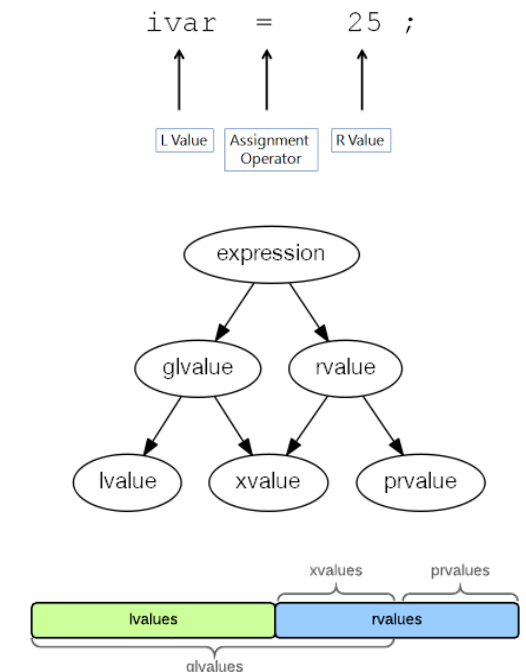 ivar = 25 ;
L Value Assignment Operator R Value
expression
glvalue rvalue
lvalue xvalue prvalue
xvalues prvalues
lvalues rvalues
glvalues